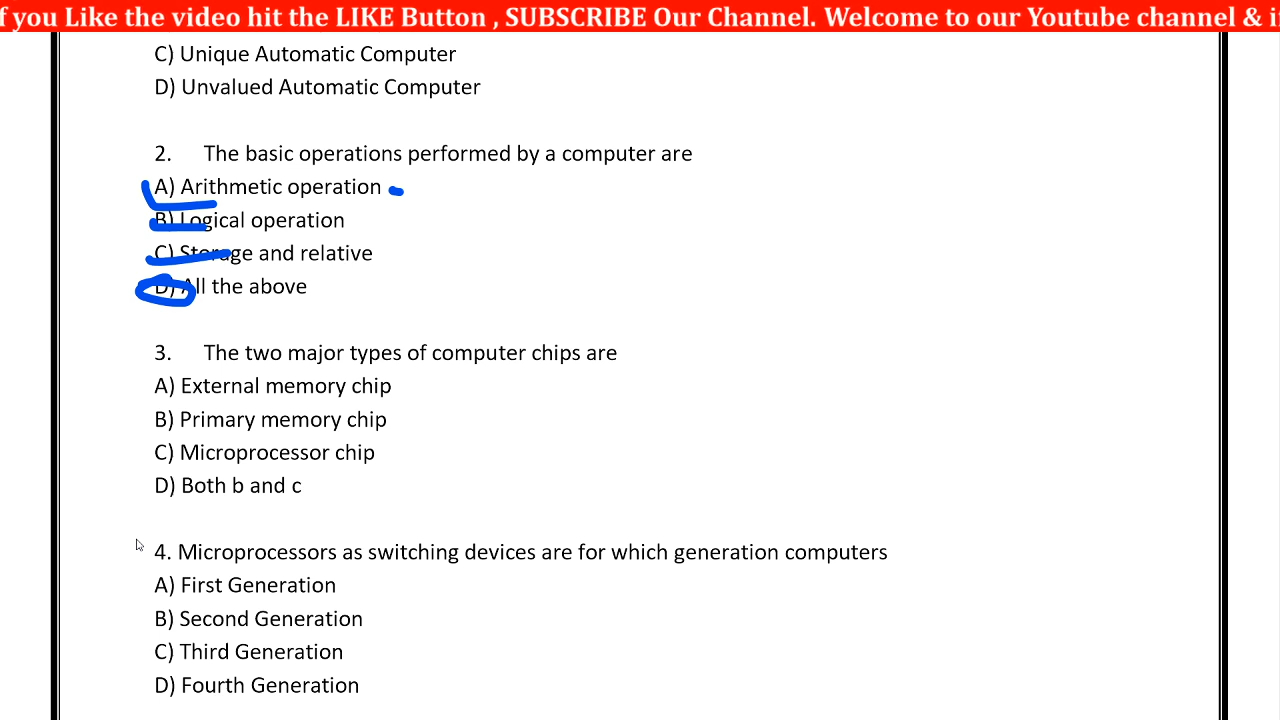 f you Like the video hit the LIKE Button , SUBSCRIBE Our Channel. Welcome to our Youtube channel & i
C) Unique Automatic Computer
D) Unvalued Automatic Computer
2. The basic operations performed by a computer are
A) Arithmetic operation
B) Logical operation
C) Storage and relative
D) All the above
3. The two major types of computer chips are
A) External memory chip
B) Primary memory chip
C) Microprocessor chip
D) Both b and c
4. Microprocessors as switching devices are for which generation computers
A) First Generation
B) Second Generation
C) Third Generation
D) Fourth Generation